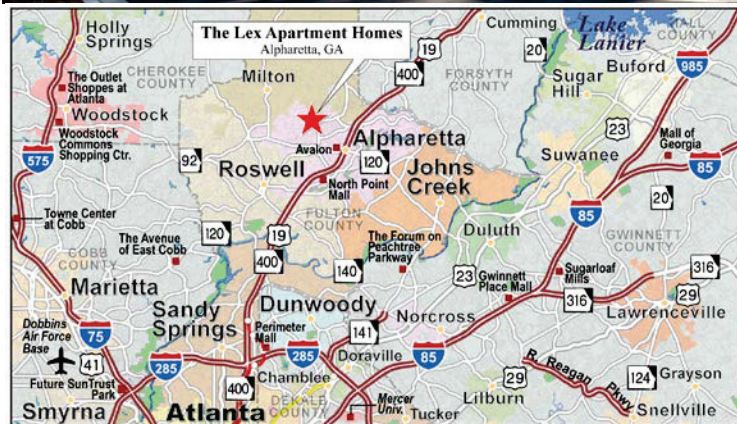 Holly
Springs
The Lex Apartment Homes
Alpharetta, GA
19
Cumming
20
Lake
Lanier
HALL
COUNTY
CHEROKEE
COUNTY
Milton
400
FORSYTH
COUNTY
Sugar
Hill
Buford
985
The Outlet
Shoppes at
Atlanta
Woodstock
Woodstock
Commons
Shopping Ctr.
575
92
Avalon
Alpharetta
120
Roswell
North Point
Mall
Johns
Creek
23
Suwanee
Mall of
Georgia
85
20
Towne Center
at Cobb
120
The Avenue
of East Cobb
COBB
COUNTY
FULTON
COUNTY
19
400
140
The Forum on
Peachtree
Parkway
Duluth
85
GWINNETT
COUNTY
23
Gwinnett
Place Mall
Sugarloaf
Mills
316
316
29
Lawrenceville
Marietta
Sandy
Springs
Dunwoody
Perimeter
Mall
141
Norcross
Dobbins
Air Force
Base
75
41
285
285
Doraville
85
R. Reagan Pkwy
Future SunTrust
Park
400
Chamblee
29
124
Grayson
Smyrna
Atlanta
DEKALB
COUNTY
Mercer
Univ.
Tucker
Lilburn
Snellville